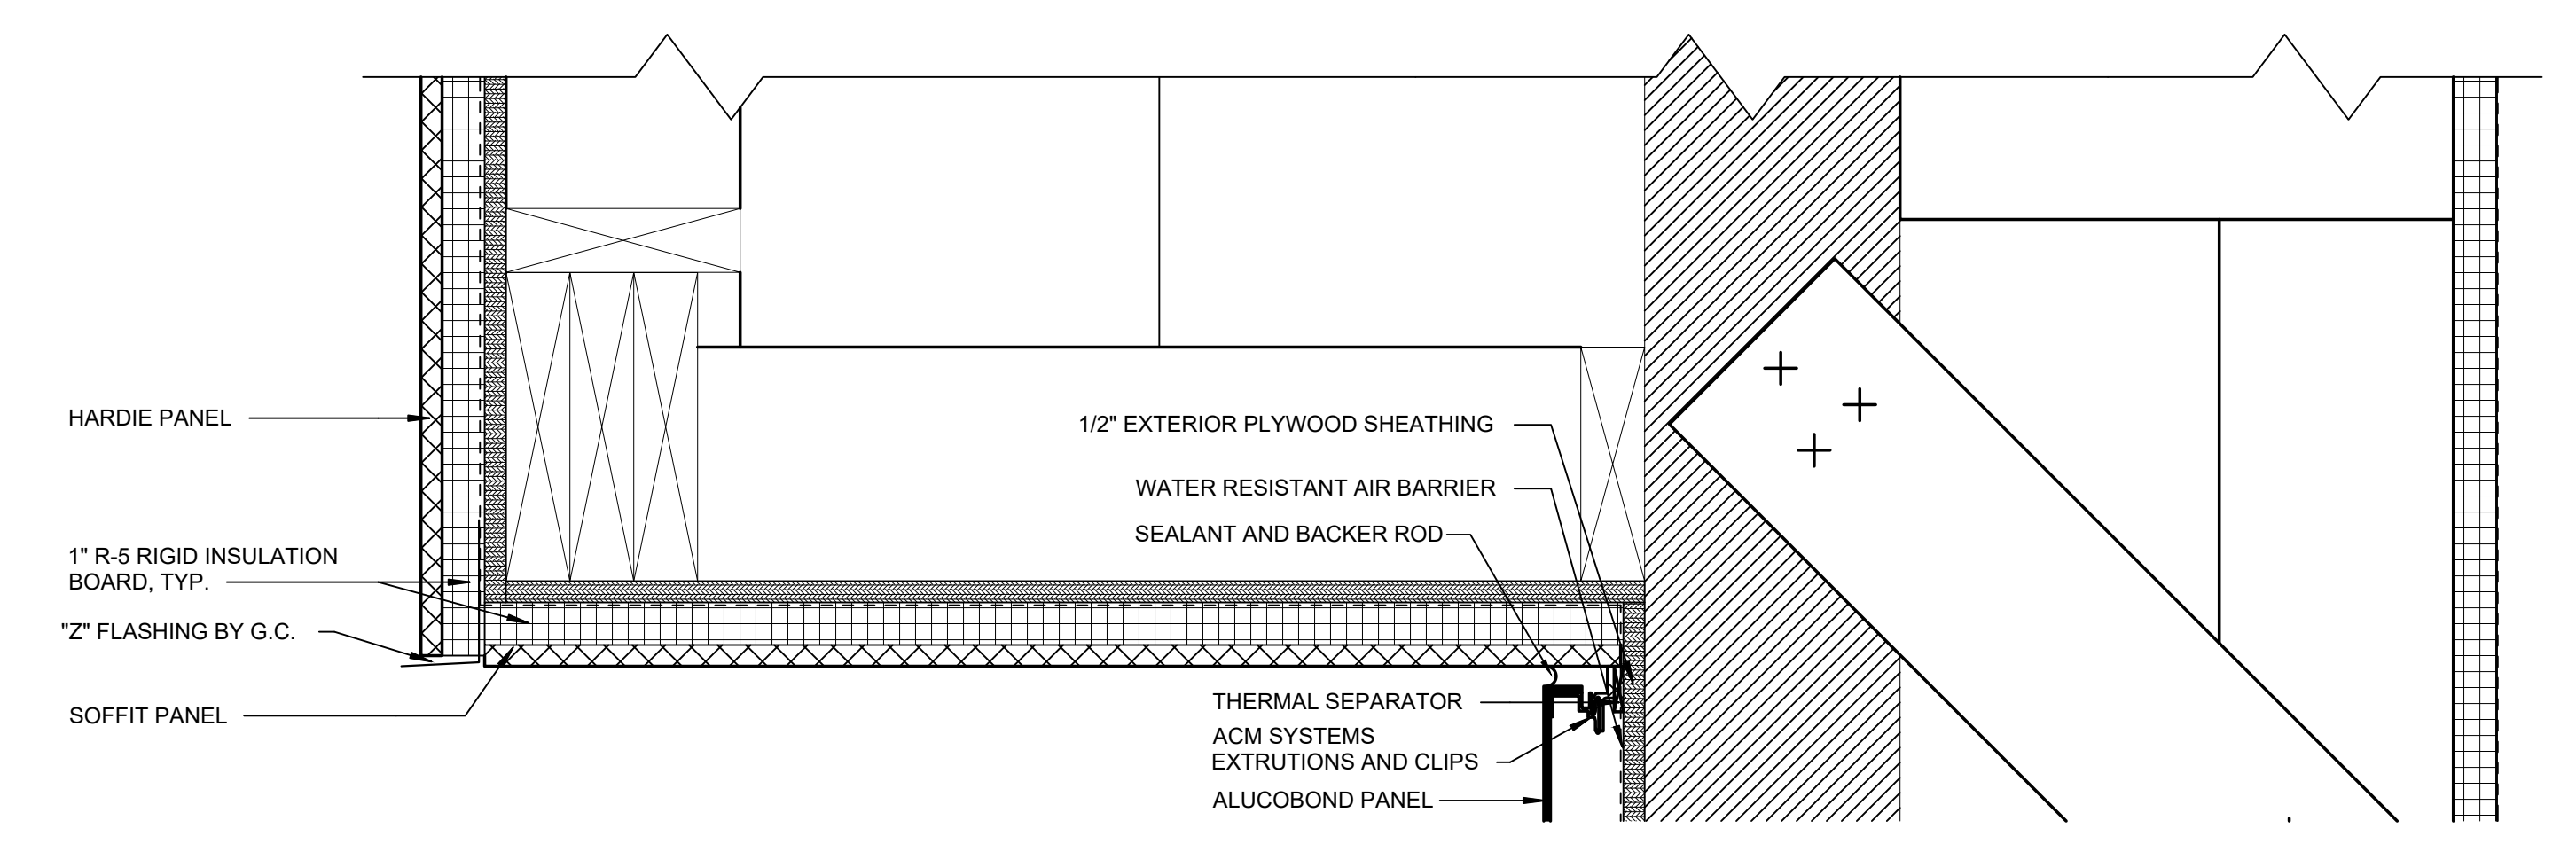 HARDIE PANEL
1" R-5 RIGID INSULATION
BOARD, TYP.
"Z" FLASHING BY G.C.
SOFFIT PANEL
1/2" EXTERIOR PLYWOOD SHEATHING
WATER RESISTANT AIR BARRIER
SEALANT AND BACKER ROD
THERMAL SEPARATOR
ACM SYSTEMS
EXTRUTIONS AND CLIPS
ALUCOBOND PANEL